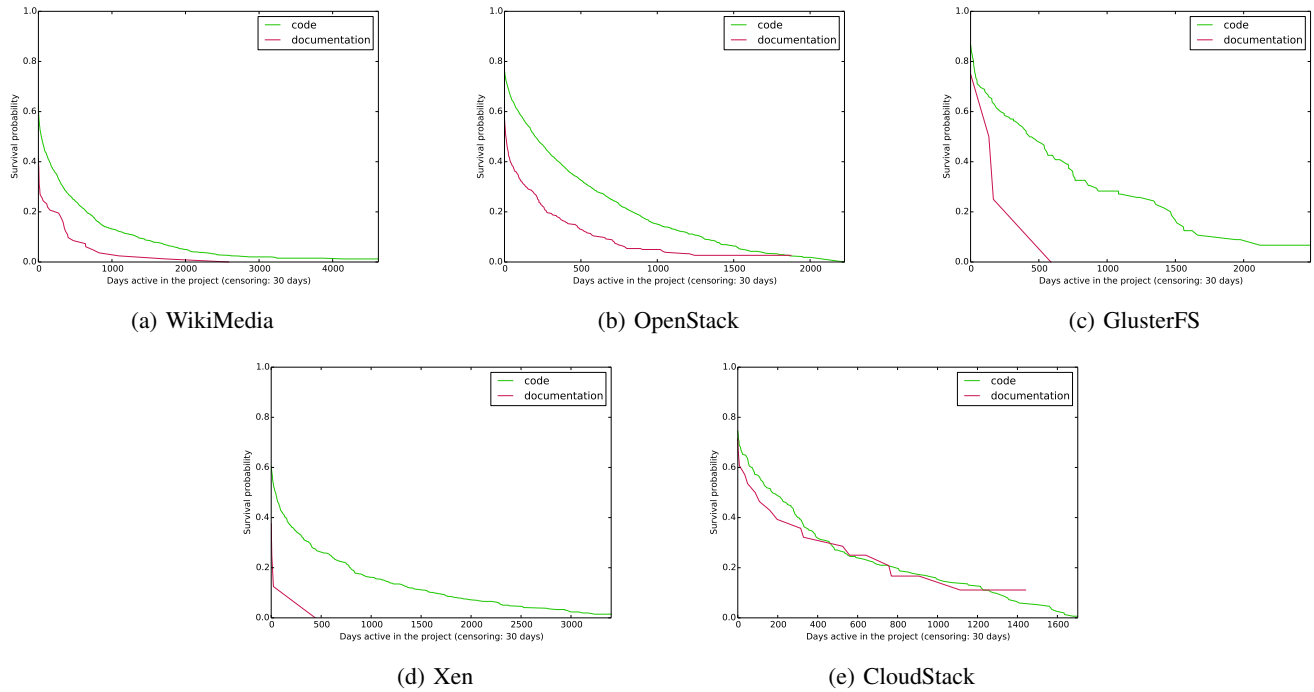 code
documentation
1.0
0.8
0.6
0.4
0.2
0.0
Survival probability
0 1000 2000 3000 4000
Days active in the project (censoring: 30 days)
(a) WikiMedia
code
documentation
1.0
0.8
0.6
0.4
0.2
0.0
Survival probability
0 500 1000 1500 2000
Days active in the project (censoring: 30 days)
(b) OpenStack
code
documentation
1.0
0.8
0.6
0.4
0.2
0.0
Survival probability
0 500 1000 1500 2000
Days active in the project (censoring: 30 days)
(c) GlusterFS
code
documentation
1.0
0.8
0.6
0.4
0.2
0.0
Survival probability
0 500 1000 1500 2000 2500 3000
Days active in the project (censoring: 30 days)
(d) Xen
code
documentation
1.0
0.8
0.6
0.4
0.2
0.0
Survival probability
0 200 400 600 800 1000 1200 1400 1600
Days active in the project (censoring: 30 days)
(e) CloudStack